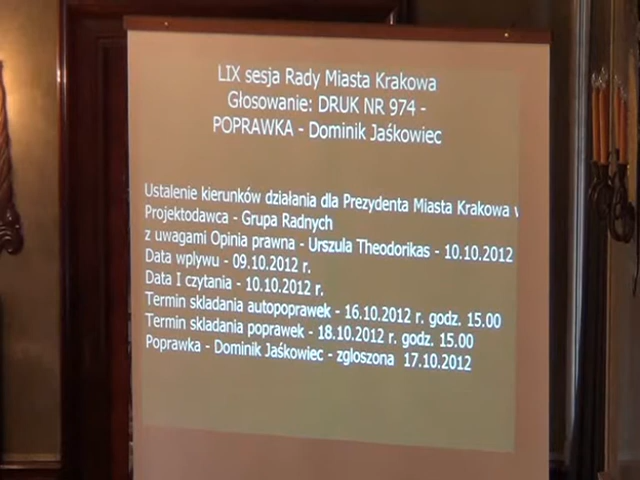 LIX sesja Rady Miasta Krakowa
Głosowanie: DRUK NR 974 -
POPRAWKA - Dominik Jaśkowiec
Ustalenie kierunków działania dla Prezydenta Miasta Krakowa w
Projektodawca - Grupa Radnych
z uwagami Opinia prawna - Urszula Theodorikas - 10.10.2012
Data wpływu - 09.10.2012 r.
Data I czytania - 10.10.2012 r.
Termin składania autopoprawek - 16.10.2012 r. godz. 15.00
Termin składania poprawek - 18.10.2012 r. godz. 15.00
Poprawka - Dominik Jaśkowiec - zgłoszona 17.10.2012